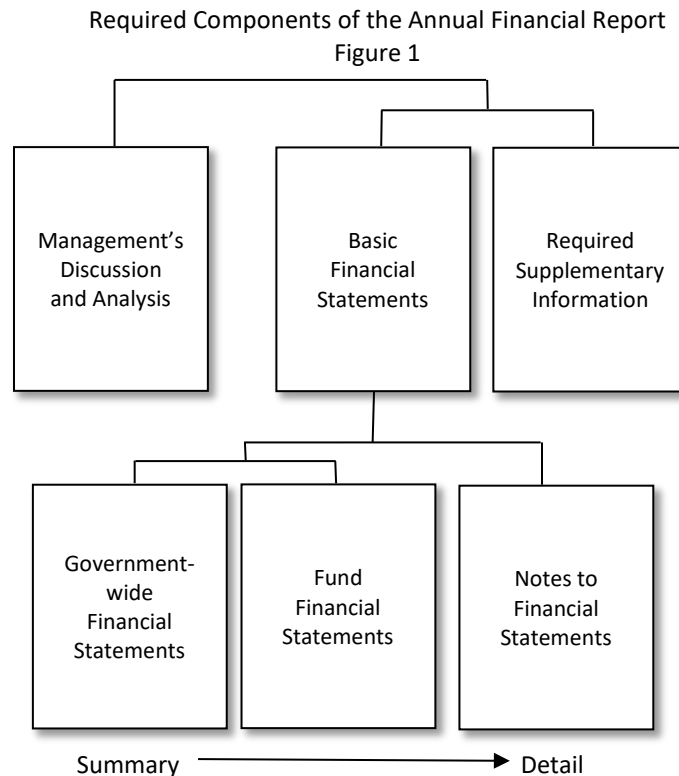 Required Components of the Annual Financial Report
Figure 1
Management’s
Discussion
and Analysis
Basic
Financial
Statements
Required
Supplementary
Information
Government-
wide
Financial
Statements
Fund
Financial
Statements
Notes to
Financial
Statements
Summary
Detail